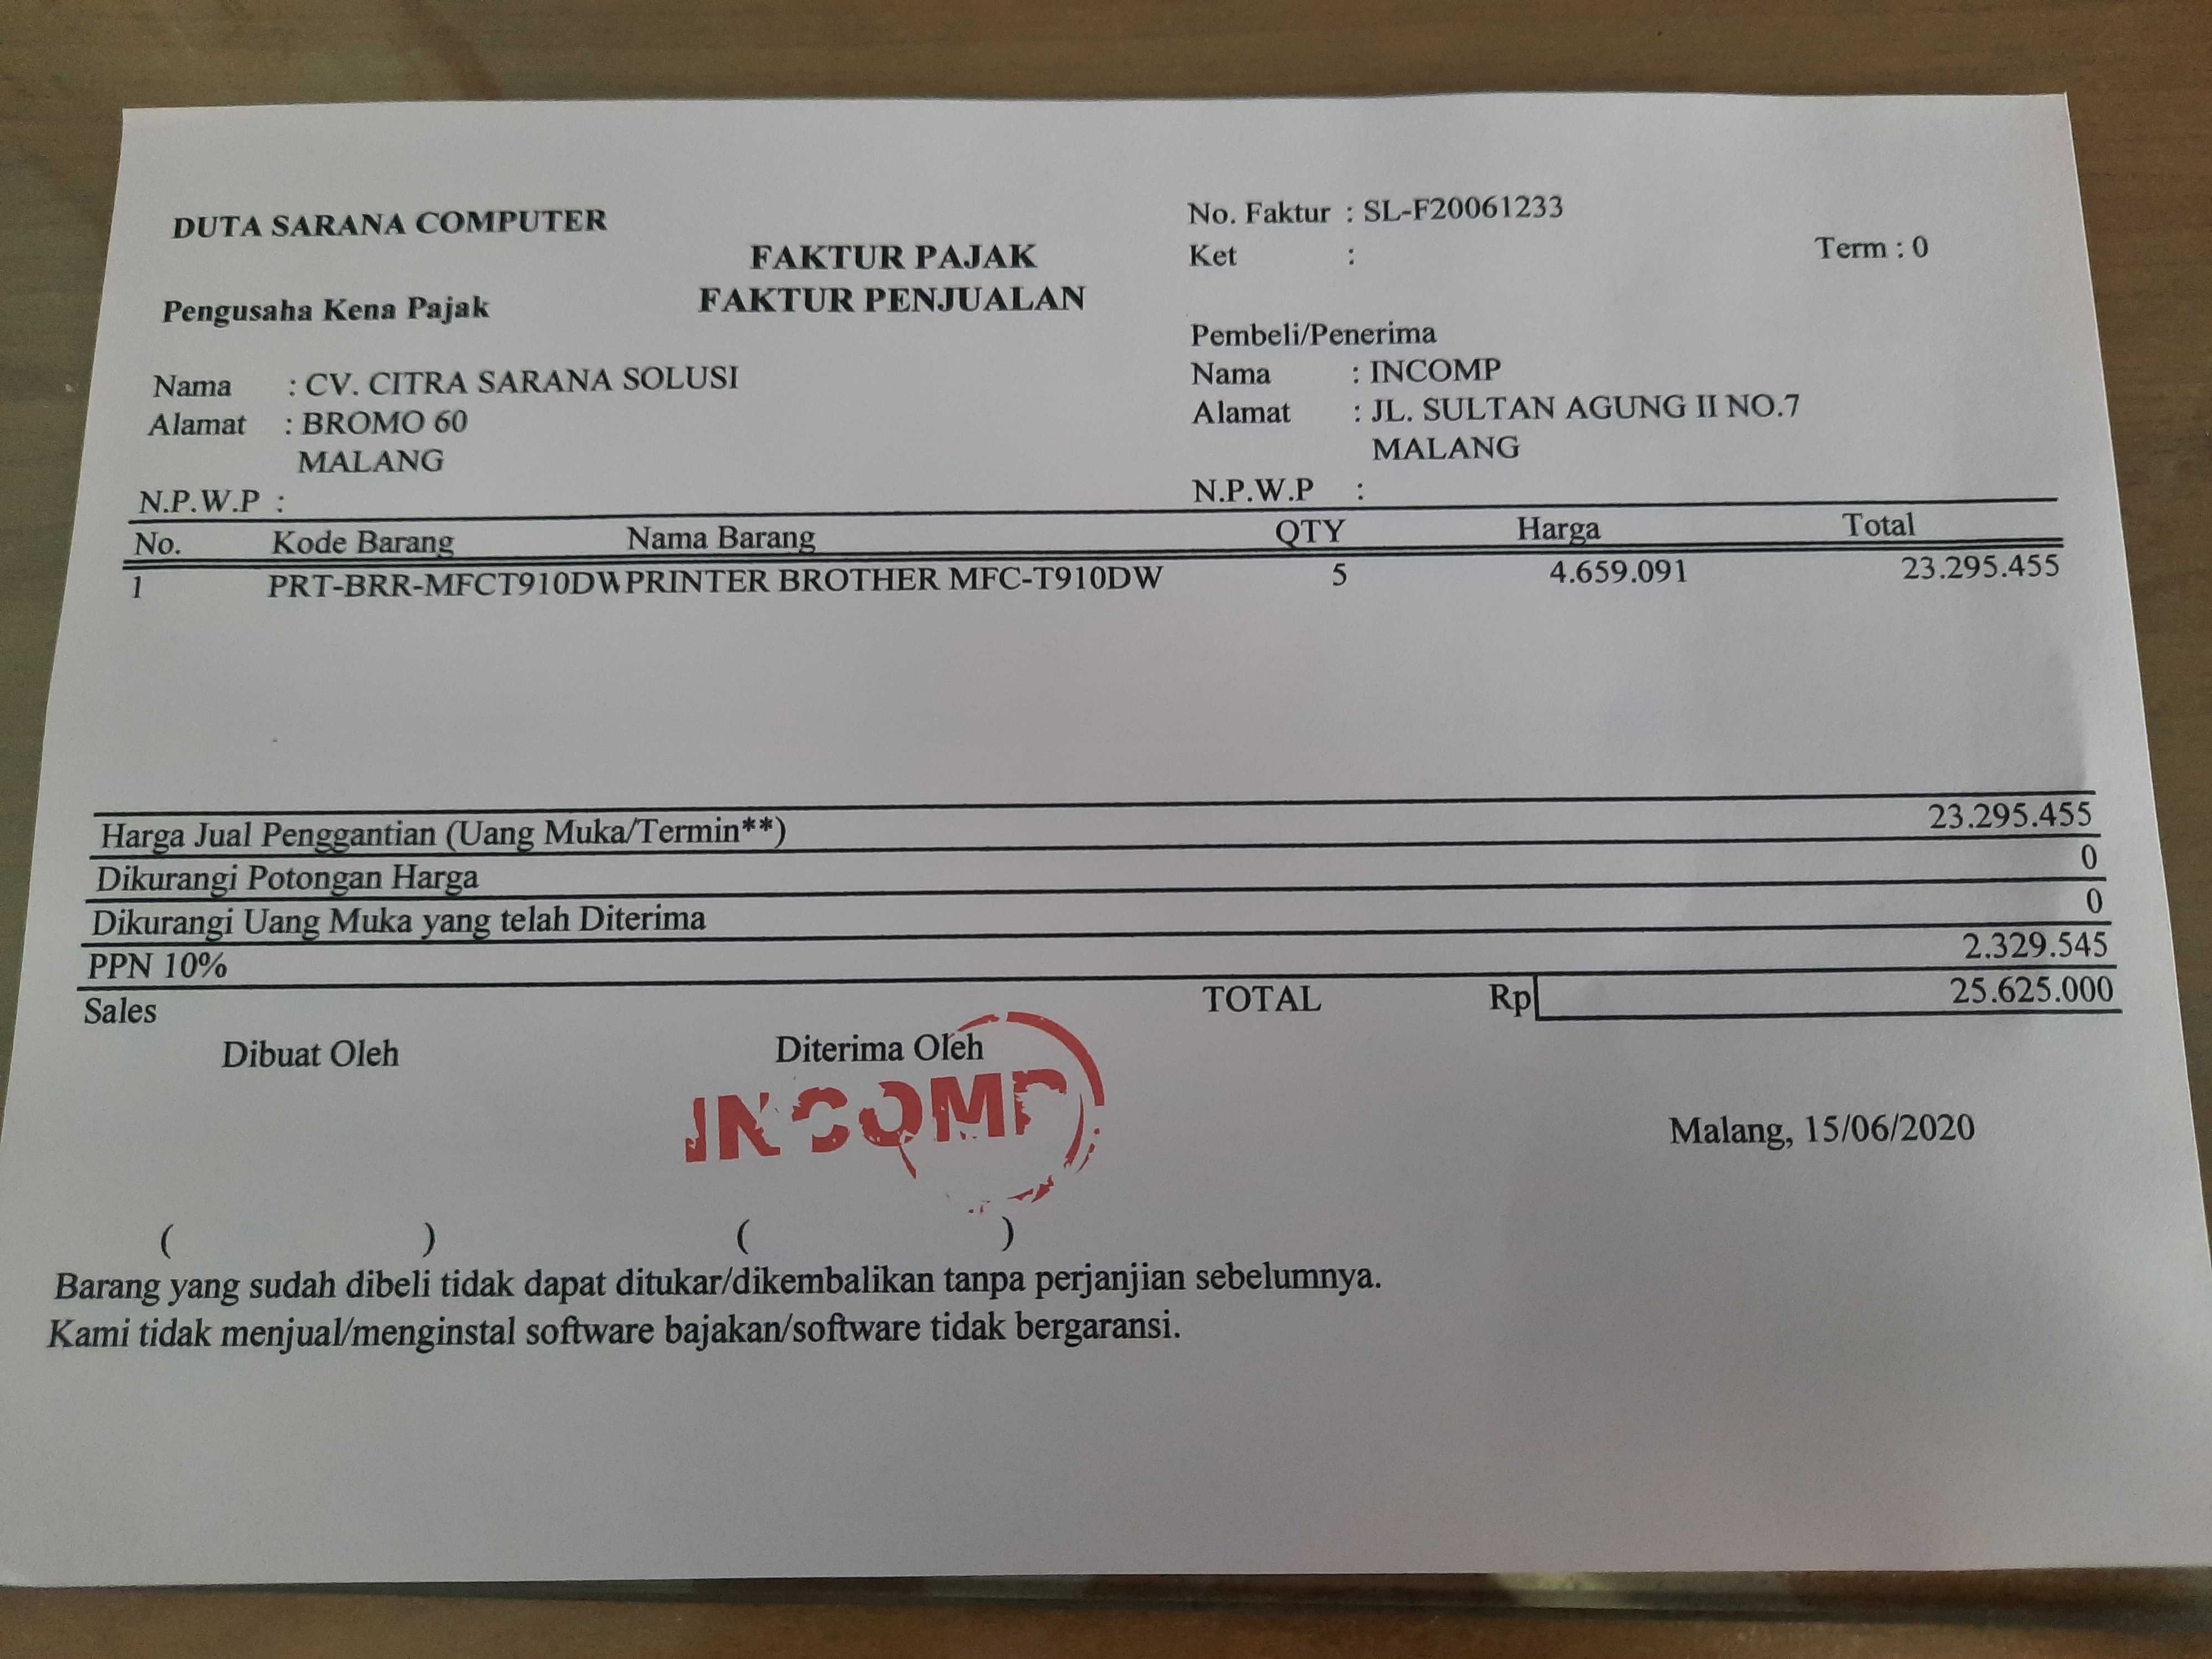 DUTA SARANA COMPUTER
FAKTUR PAJAK
FAKTUR PENJUALAN
No. Faktur : SL-F20061233
Ket :
Term : 0
Pengusaha Kena Pajak
Nama : CV. CITRA SARANA SOLUSI
Alamat : BROMO 60
MALANG
N.P.W.P :
Pembeli/Penerima
Nama : INCOMP
Alamat : JL. SULTAN AGUNG II NO.7
MALANG
N.P.W.P :
No. Kode Barang Nama Barang QTY Harga Total
1 PRT-BRR-MFCT910DW PRINTER BROTHER MFC-T910DW 5 4.659.091 23.295.455
Harga Jual Penggantian (Uang Muka/Termin**) 23.295.455
Dikurangi Potongan Harga 0
Dikurangi Uang Muka yang telah Diterima 0
PPN 10% 2.329.545
Sales TOTAL Rp 25.625.000
Dibuat Oleh Diterima Oleh
INCOMP
Malang, 15/06/2020
( ) ( )
Barang yang sudah dibeli tidak dapat ditukar/dikembalikan tanpa perjanjian sebelumnya.
Kami tidak menjual/menginstal software bajakan/software tidak bergaransi.